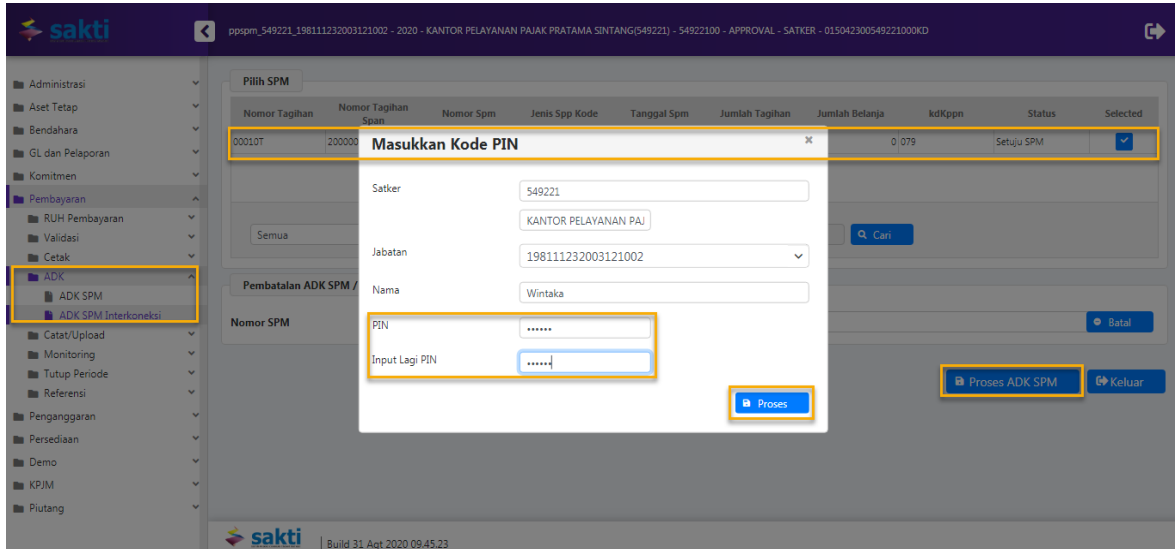 sakti
ppspm_549221_198111232003121002 - 2020 - KANTOR PELAYANAN PAJAK PRATAMA SINTANG(549221) - 54922100 - APPROVAL - SATKER - 015042300549221000KD
Administrasi
Aset Tetap
Bendahara
GL dan Pelaporan
Komitmen
Pembayaran
RUH Pembayaran
Validasi
Cetak
ADK
ADK SPM
ADK SPM Interkoneksi
Catat/Upload
Monitoring
Tutup Periode
Referensi
Penganggaran
Persediaan
Demo
KPJM
Piutang
Pilih SPM
Nomor Tagihan Nomor Tagihan Span Nomor Spm Jenis Spp Kode Tanggal Spm Jumlah Tagihan Jumlah Belanja kdKppn Status Selected
00010T 200000 0 079 Setuju SPM
Semua Cari
Pembatalan ADK SPM /
Nomor SPM Batal
Proses ADK SPM Keluar
Masukkan Kode PIN ×
Satker 549221
KANTOR PELAYANAN PAJ
Jabatan 198111232003121002
Nama Wintaka
PIN ••••••
Input Lagi PIN ••••••
Proses
sakti Build 31 Agt 2020 09.45.23